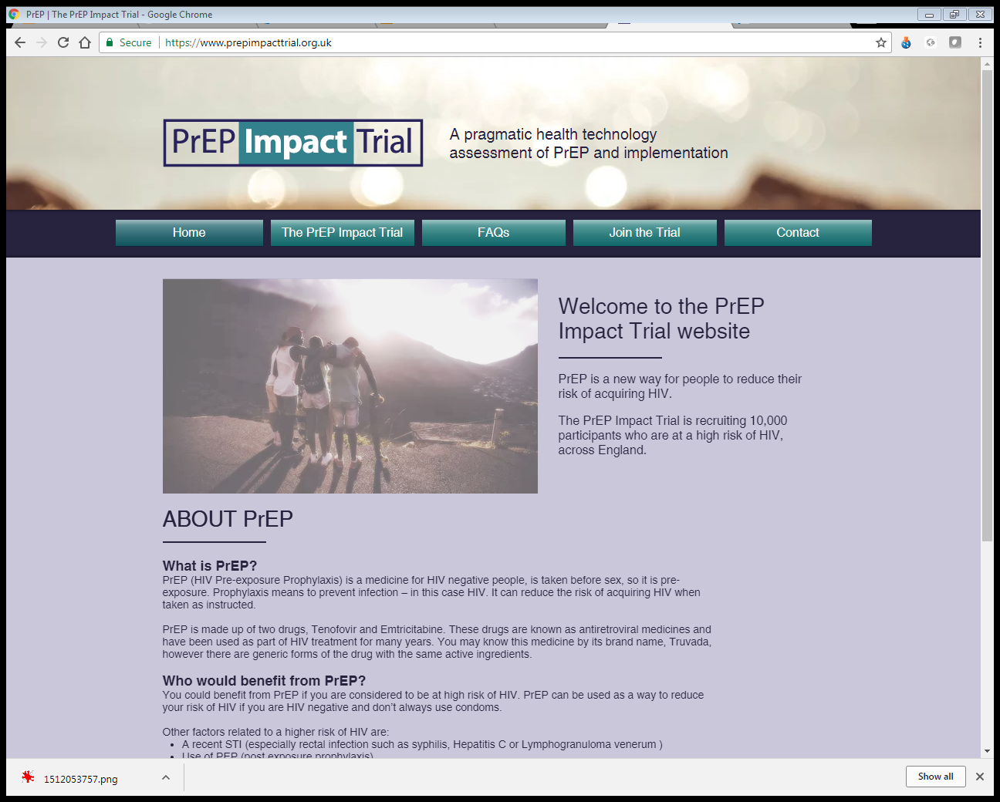 PrEP | The PrEP Impact Trial - Google Chrome
Secure https://www.prepimpacttrial.org.uk
PrEP Impact Trial
A pragmatic health technology
assessment of PrEP and implementation
Home The PrEP Impact Trial FAQs Join the Trial Contact
Welcome to the PrEP
Impact Trial website
PrEP is a new way for people to reduce their
risk of acquiring HIV.
The PrEP Impact Trial is recruiting 10,000
participants who are at a high risk of HIV,
across England.
ABOUT PrEP
What is PrEP?
PrEP (HIV Pre-exposure Prophylaxis) is a medicine for HIV negative people, is taken before sex, so it is pre-
exposure. Prophylaxis means to prevent infection – in this case HIV. It can reduce the risk of acquiring HIV when
taken as instructed.
PrEP is made up of two drugs, Tenofovir and Emtricitabine. These drugs are known as antiretroviral medicines and
have been used as part of HIV treatment for many years. You may know this medicine by its brand name, Truvada,
however there are generic forms of the drug with the same active ingredients.
Who would benefit from PrEP?
You could benefit from PrEP if you are considered to be at high risk of HIV. PrEP can be used as a way to reduce
your risk of HIV if you are HIV negative and don't always use condoms.
Other factors related to a higher risk of HIV are:
• A recent STI (especially rectal infection such as syphilis, Hepatitis C or Lymphogranuloma venerum )
• Use of PEP (post exposure prophylaxis)
1512053757.png
Show all